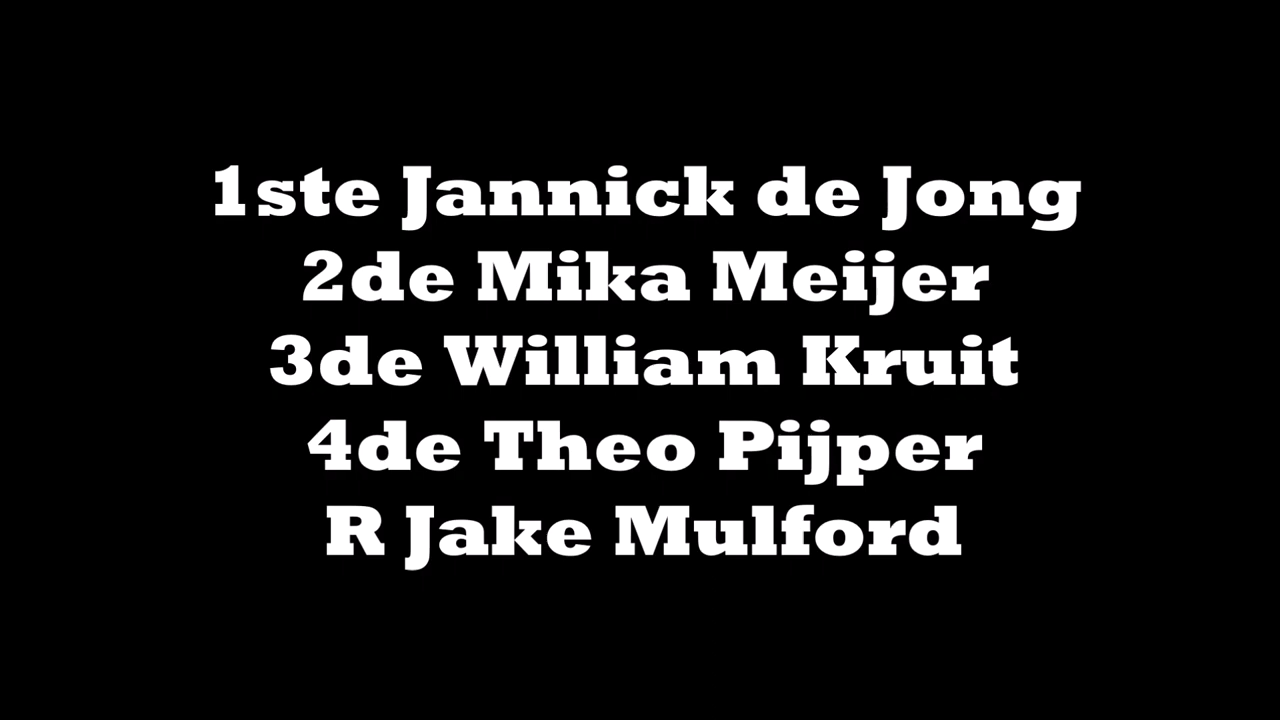 1ste Jannick de Jong
2de Mika Meijer
3de William Kruit
4de Theo Pijper
R Jake Mulford